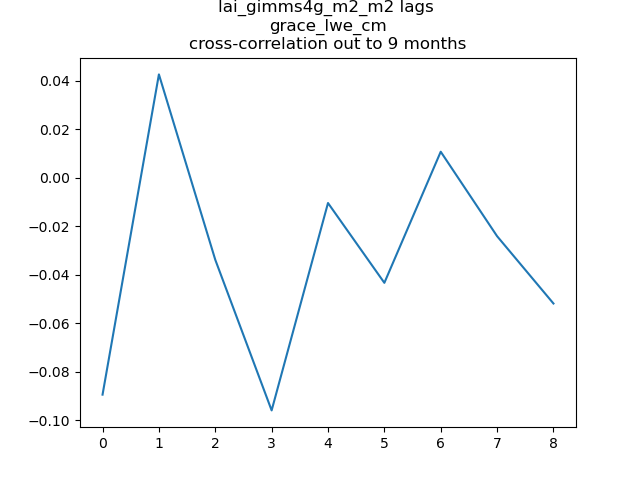 lai_gimms4g_m2_m2 lags
grace_lwe_cm
cross-correlation out to 9 months
0.04
0.02
0.00
−0.02
−0.04
−0.06
−0.08
−0.10
0 1 2 3 4 5 6 7 8